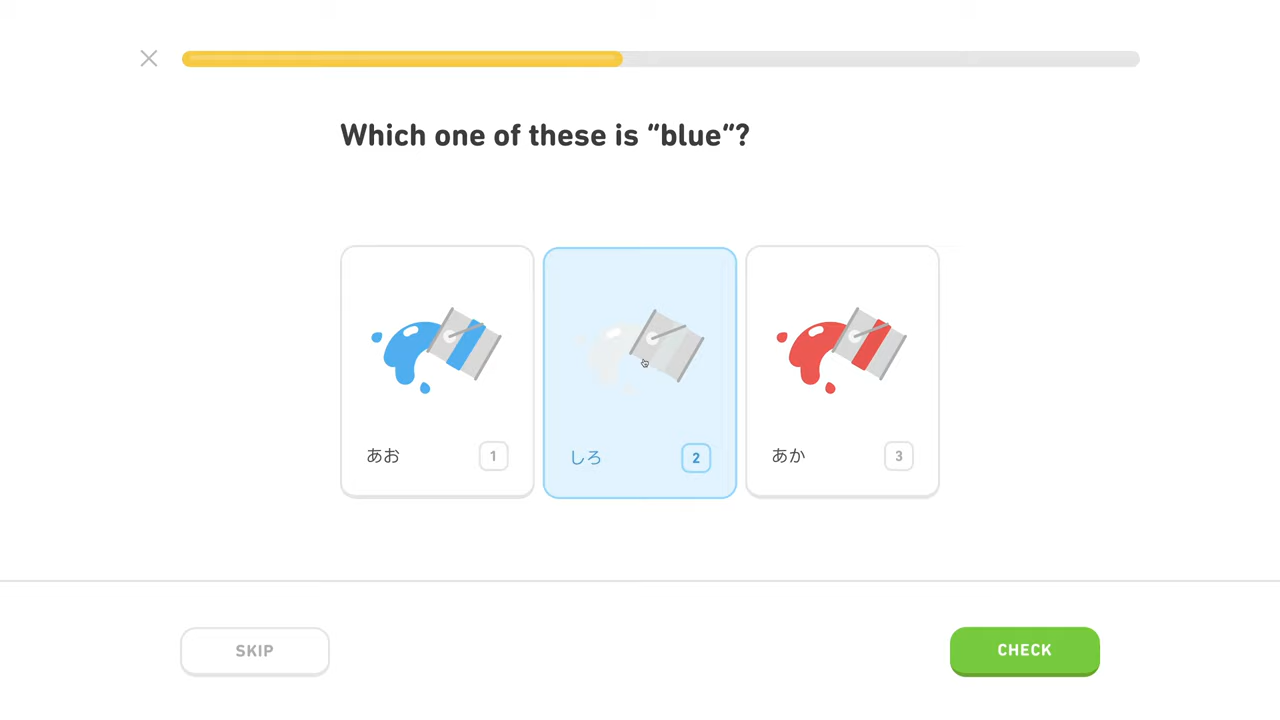 Which one of these is “blue”?
あお 1
しろ 2
あか 3
SKIP
CHECK